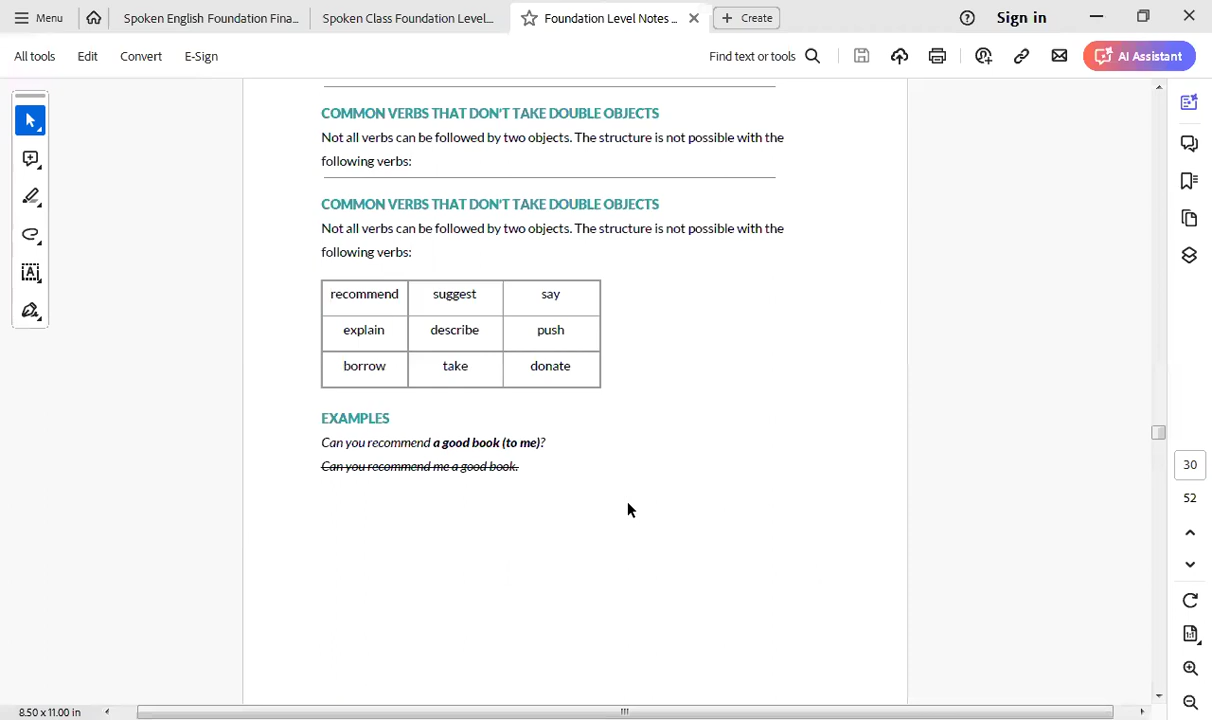 Menu
Spoken English Foundation Fina...
Spoken Class Foundation Level...
Foundation Level Notes ...
Create
Sign in
All tools
Edit
Convert
E-Sign
Find text or tools
AI Assistant
COMMON VERBS THAT DON'T TAKE DOUBLE OBJECTS
Not all verbs can be followed by two objects. The structure is not possible with the
following verbs:
COMMON VERBS THAT DON'T TAKE DOUBLE OBJECTS
Not all verbs can be followed by two objects. The structure is not possible with the
following verbs:
recommend suggest say
explain describe push
borrow take donate
EXAMPLES
Can you recommend a good book (to me)?
Can you recommend me a good book.
30
52
8.50 x 11.00 in